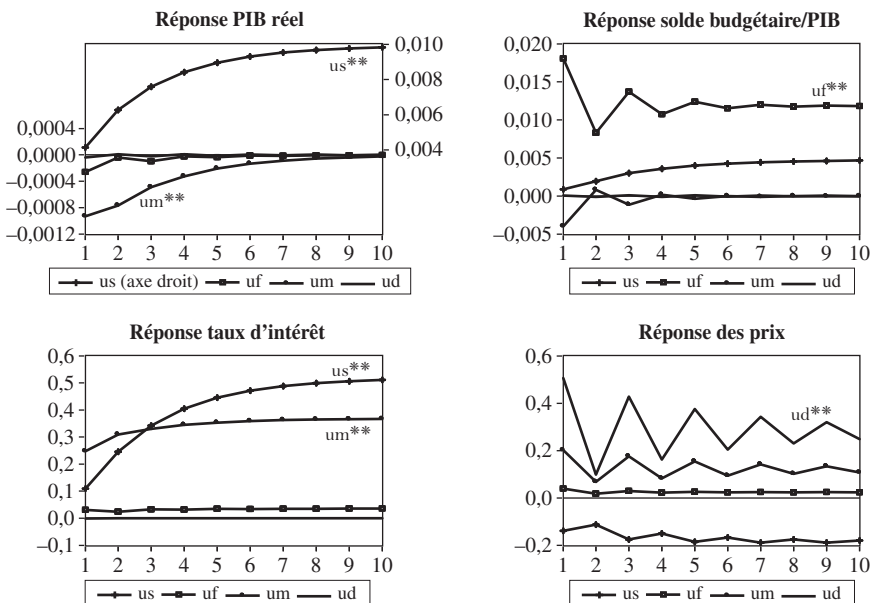 Réponse PIB réel
0,0004
0,0000
–0,0004
–0,0008
–0,0012
0,010
0,008
0,006
0,004
us**
um**
1 2 3 4 5 6 7 8 9 10
us (axe droit) uf um ud
Réponse solde budgétaire/PIB
0,020
0,015
0,010
0,005
0,000
–0,005
uf**
1 2 3 4 5 6 7 8 9 10
us uf um ud
Réponse taux d'intérêt
0,6
0,5
0,4
0,3
0,2
0,1
0,0
–0,1
us**
um**
1 2 3 4 5 6 7 8 9 10
us uf um ud
Réponse des prix
0,6
0,4
0,2
0,0
–0,2
ud**
1 2 3 4 5 6 7 8 9 10
us uf um ud